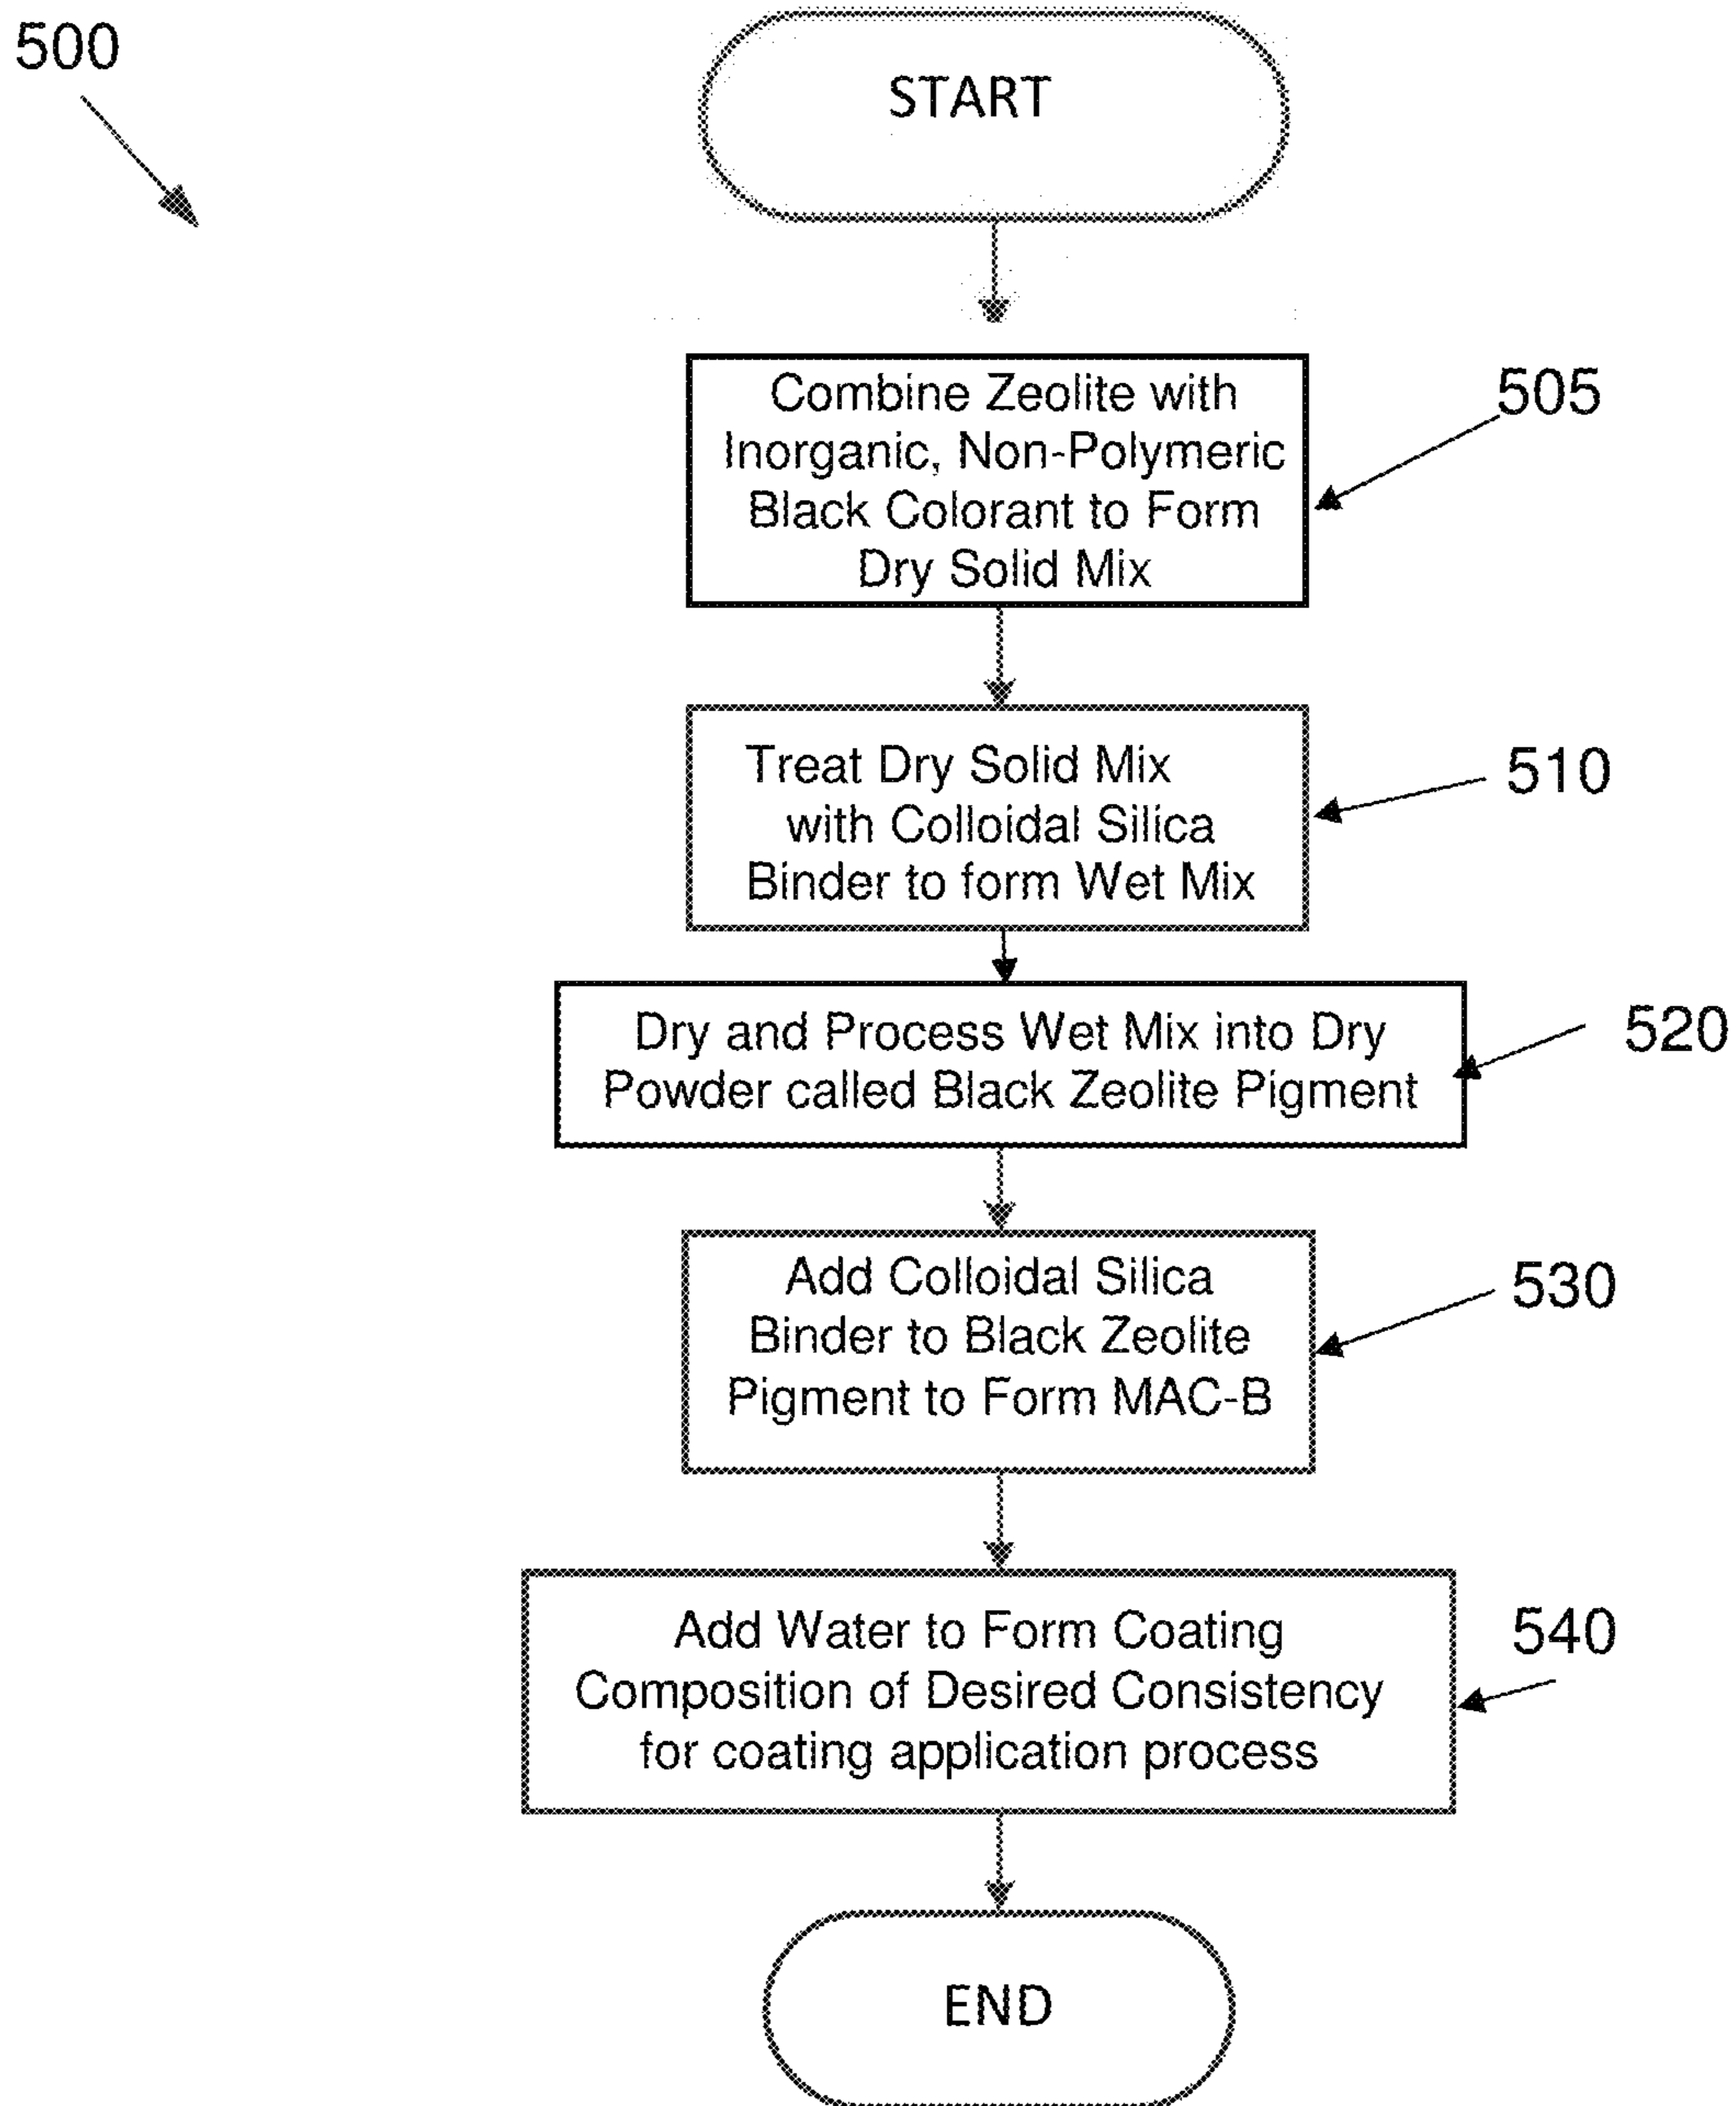 500
START
Combine Zeolite with
Inorganic, Non-Polymeric
Black Colorant to Form
Dry Solid Mix
505
Treat Dry Solid Mix
with Colloidal Silica
Binder to form Wet Mix
510
Dry and Process Wet Mix into Dry
Powder called Black Zeolite Pigment
520
Add Colloidal Silica
Binder to Black Zeolite
Pigment to Form MAC-B
530
Add Water to Form Coating
Composition of Desired Consistency
for coating application process
540
END